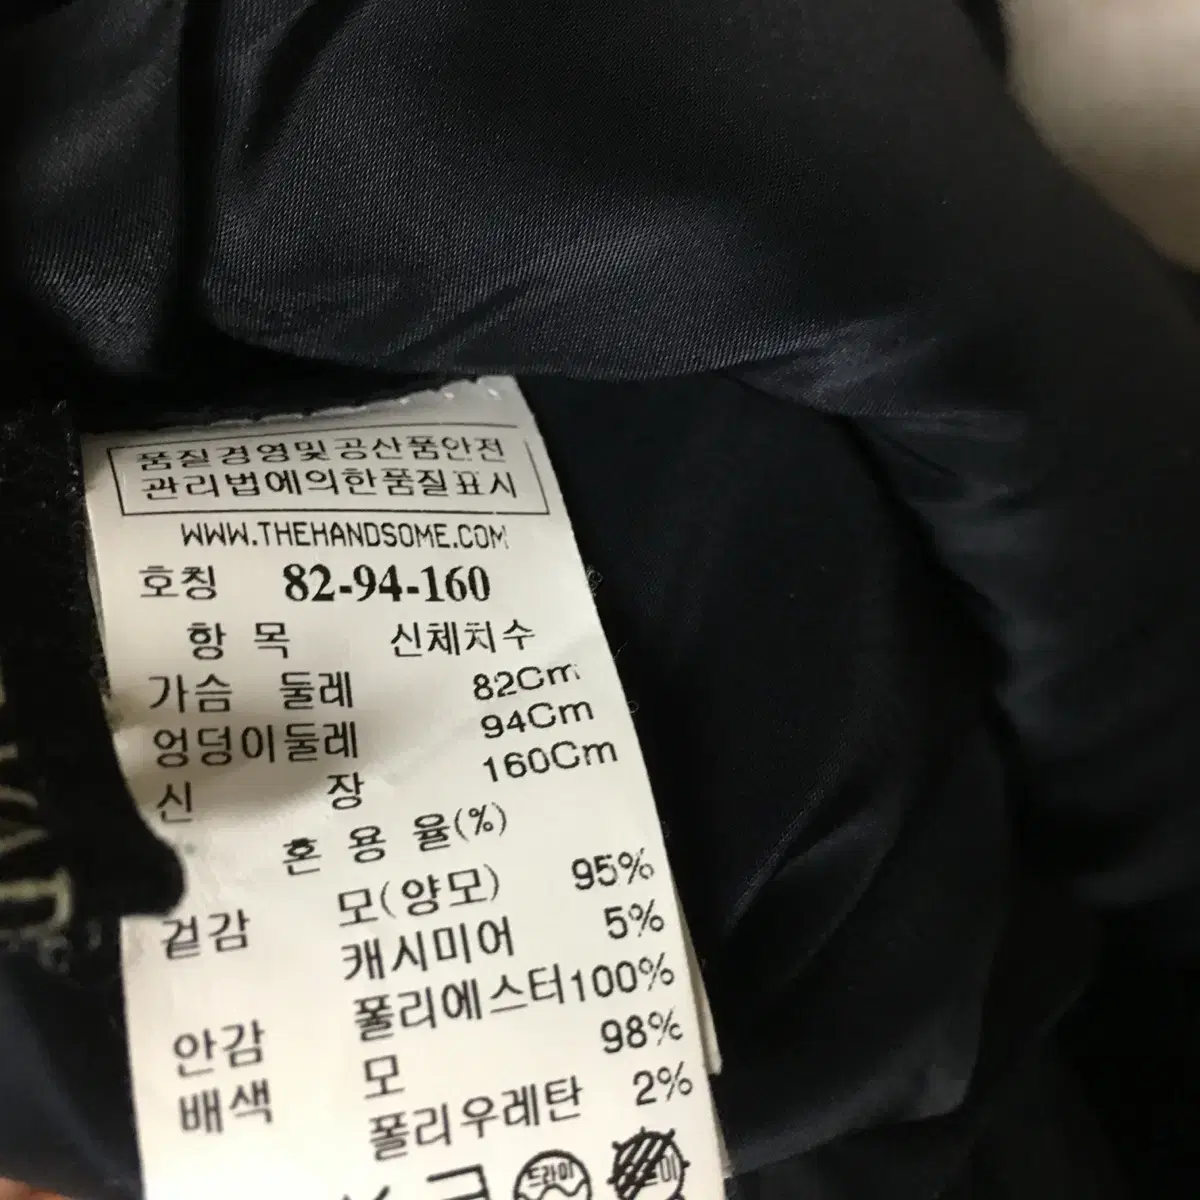 품질경영및공산품안전
관리법에의한품질표시
WWW.THEHANDSOME.COM
호칭 82-94-160
항 목 신체치수
가슴 둘레 82Cm
엉덩이둘레 94Cm
신 장 160Cm
혼 용 율(%)
겉감 모(양모) 95%
캐시미어 5%
안감 폴리에스터100%
배색 모 98%
폴리우레탄 2%
드라이